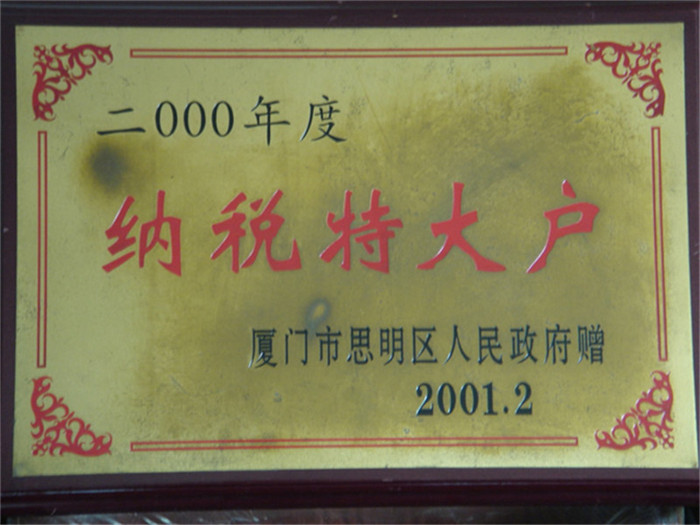 二000年度
纳税特大户
厦门市思明区人民政府赠
2001.2